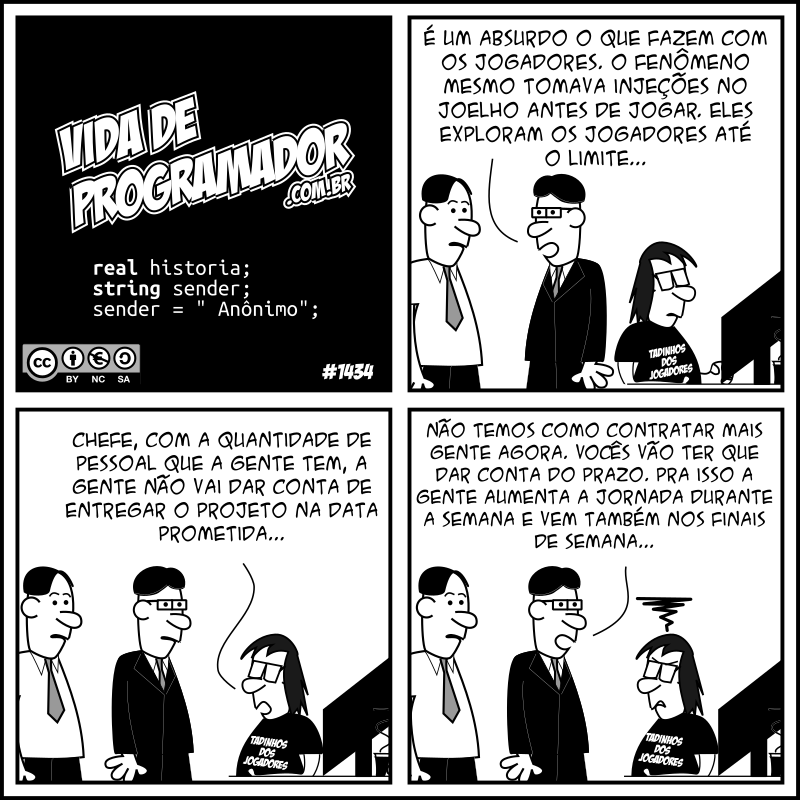 VIDA DE
PROGRAMADOR
.COM.BR
real historia;
string sender;
sender = " Anônimo";
cc
BY NC SA
#1434
É UM ABSURDO O QUE FAZEM COM
OS JOGADORES. O FENÔMENO
MESMO TOMAVA INJEÇÕES NO
JOELHO ANTES DE JOGAR. ELES
EXPLORAM OS JOGADORES ATÉ
O LIMITE...
TADINHOS
DOS
JOGADORES
CHEFE, COM A QUANTIDADE DE
PESSOAL QUE A GENTE TEM, A
GENTE NÃO VAI DAR CONTA DE
ENTREGAR O PROJETO NA DATA
PROMETIDA...
TADINHOS
DOS
JOGADORES
NÃO TEMOS COMO CONTRATAR MAIS
GENTE AGORA. VOCÊS VÃO TER QUE
DAR CONTA DO PRAZO. PRA ISSO A
GENTE AUMENTA A JORNADA DURANTE
A SEMANA E VEM TAMBÉM NOS FINAIS
DE SEMANA...
TADINHOS
DOS
JOGADORES